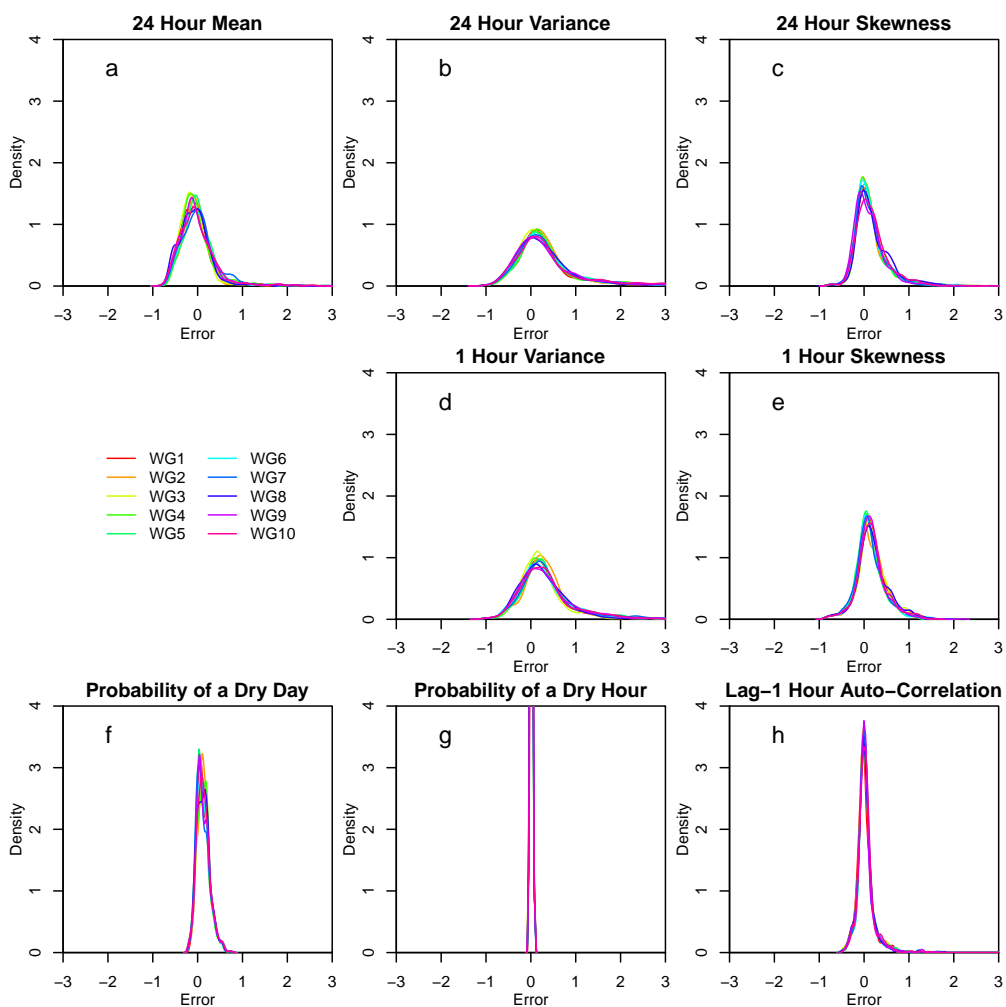 24 Hour Mean
24 Hour Variance
24 Hour Skewness
a
b
c
Density
Density
Density
0 1 2 3 4
0 1 2 3 4
0 1 2 3 4
−3 −2 −1 0 1 2 3
−3 −2 −1 0 1 2 3
−3 −2 −1 0 1 2 3
Error
Error
Error
1 Hour Variance
1 Hour Skewness
d
e
Density
Density
0 1 2 3 4
0 1 2 3 4
−3 −2 −1 0 1 2 3
−3 −2 −1 0 1 2 3
Error
Error
WG1 WG6
WG2 WG7
WG3 WG8
WG4 WG9
WG5 WG10
Probability of a Dry Day
Probability of a Dry Hour
Lag−1 Hour Auto−Correlation
f
g
h
Density
Density
Density
0 1 2 3 4
0 1 2 3 4
0 1 2 3 4
−3 −2 −1 0 1 2 3
−3 −2 −1 0 1 2 3
−3 −2 −1 0 1 2 3
Error
Error
Error